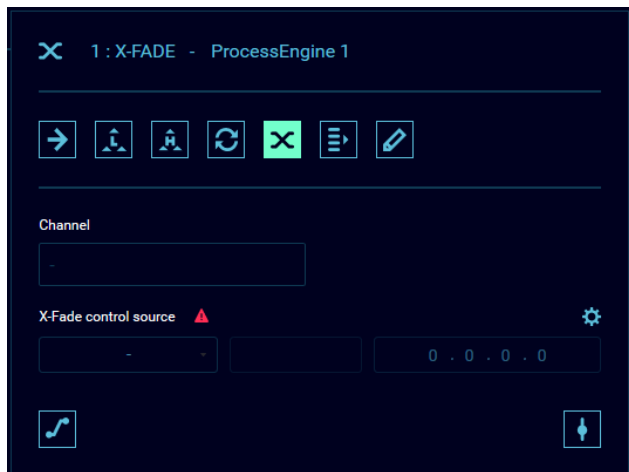 1 : X-FADE - ProcessEngine 1
L H
Channel
-
X-Fade control source
- 0 . 0 . 0 . 0